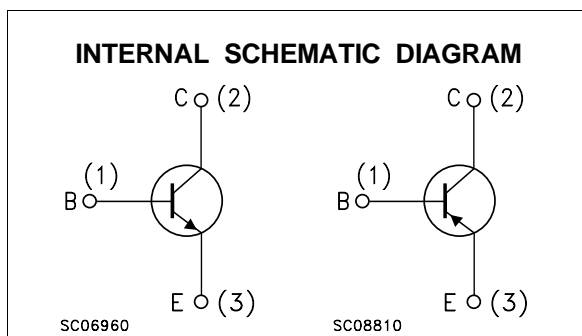 INTERNAL SCHEMATIC DIAGRAM
C (2) C (2)
(1) (1)
B B
E (3) E (3)
SC06960 SC08810